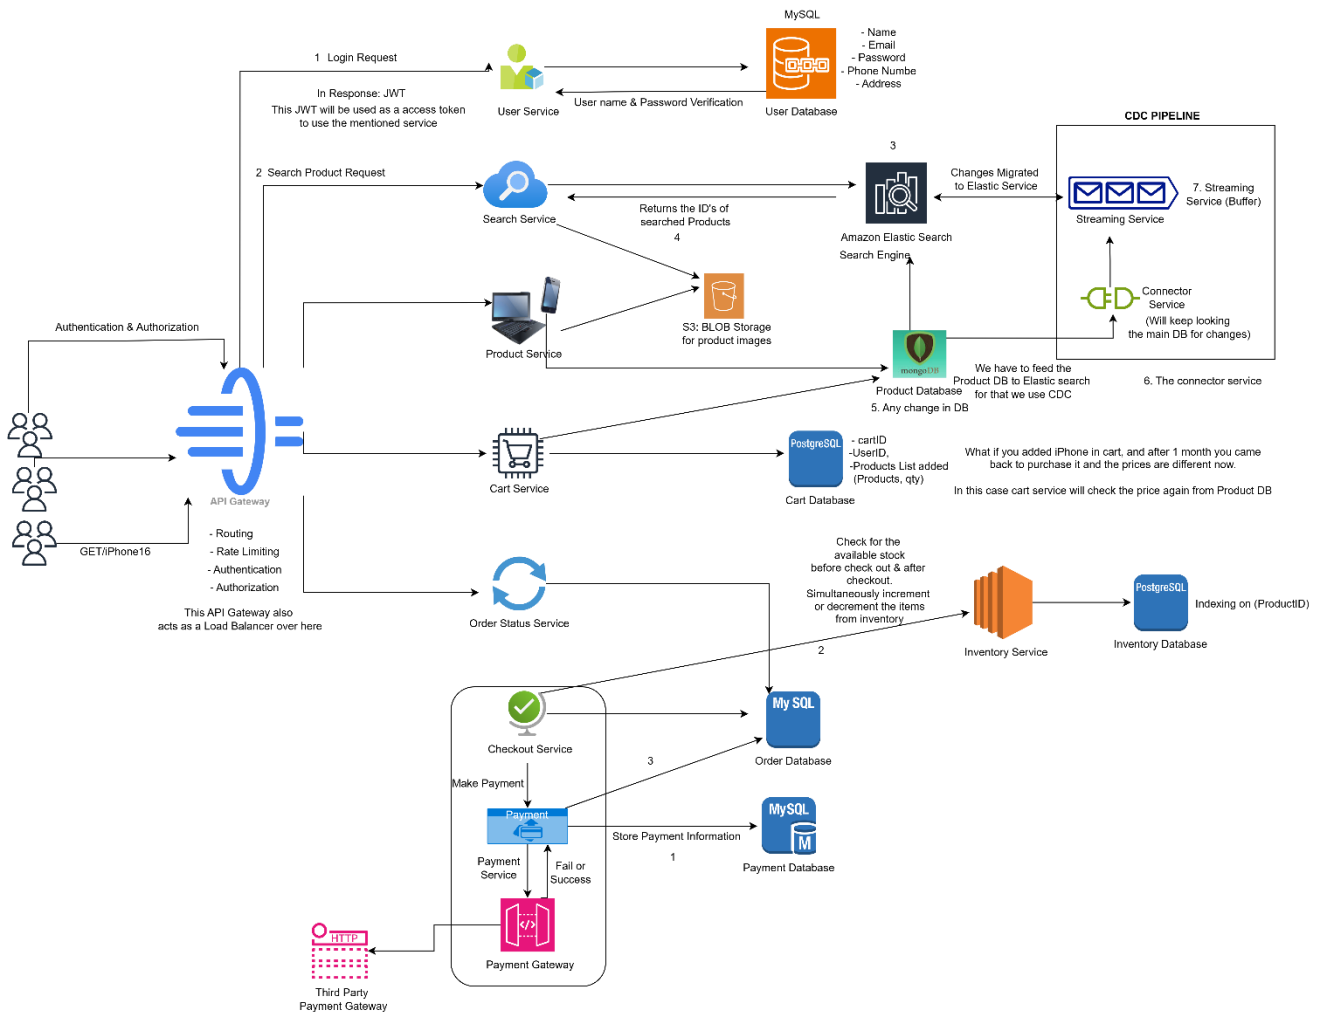 MySQL
- Name
- Email
- Password
- Phone Numbe
- Address
1  Login Request
In Response: JWT
This JWT will be used as a access token
to use the mentioned service
User Service
User name & Password Verification
User Database
CDC PIPELINE
3
2  Search Product Request
Search Service
Returns the ID's of
searched Products
4
Amazon Elastic Search
Search Engine
Changes Migrated
to Elastic Service
Streaming Service
7. Streaming
Service (Buffer)
Connector
Service
(Will keep looking
the main DB for changes)
6. The connector service
S3: BLOB Storage
for product images
Product Service
mongoDB
Product Database
5. Any change in DB
We have to feed the
Product DB to Elastic search
for that we use CDC
Authentication & Authorization
API Gateway
GET/iPhone16
- Routing
- Rate Limiting
- Authentication
- Authorization
This API Gateway also
acts as a Load Balancer over here
Cart Service
PostgreSQL
Cart Database
- cartID
-UserID,
-Products List added
(Products, qty)
What if you added iPhone in cart, and after 1 month you came
back to purchase it and the prices are different now.
In this case cart service will check the price again from Product DB
Order Status Service
Check for the
available stock
before check out & after
checkout.
Simultaneously increment
or decrement the items
from inventory
2
Inventory Service
PostgreSQL
Inventory Database
Indexing on (ProductID)
Checkout Service
My SQL
Order Database
Make Payment
3
Payment
Store Payment Information
1
MySQL
M
Payment Database
Payment
Service
Fail or
Success
Payment Gateway
HTTP
Third Party
Payment Gateway